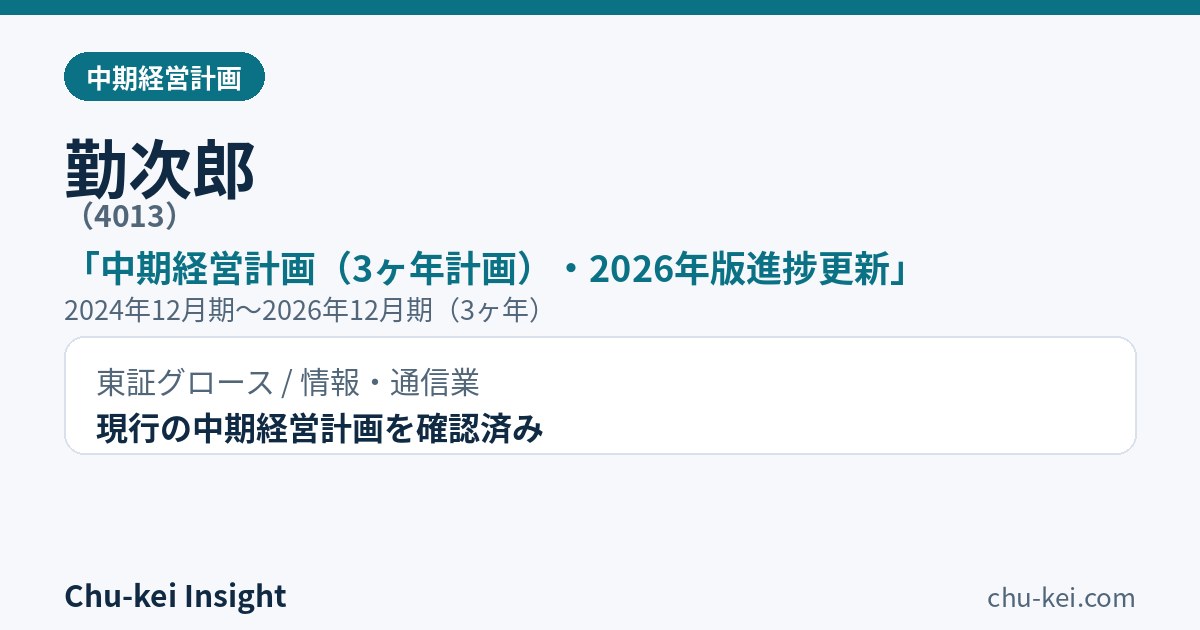 中期経営計画
勤次郎
（4013）
「中期経営計画（3ヶ年計画）・2026年版進捗更新」
2024年12月期〜2026年12月期（3ヶ年）
東証グロース / 情報・通信業
現行の中期経営計画を確認済み
Chu-kei Insight
chu-kei.com